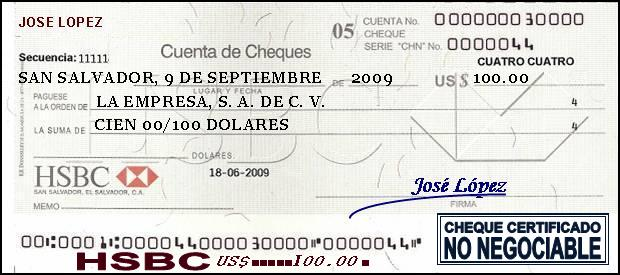 JOSE LOPEZ
05 CUENTA No. 0000000 30000
CHEQUE
SERIE "CHN" No. 0000044
Secuencia: 11111
Cuenta de Cheques
CUATRO CUATRO
SAN SALVADOR, 9 DE SEPTIEMBRE DE 2009 US $ 100.00
LUGAR Y FECHA
PAGUESE
A LA ORDEN DE LA EMPRESA, S. A. DE C. V. 4
LA SUMA DE CIEN 00/100 DOLARES 4
DOLARES.
HSBC
18-06-2009
SAN SALVADOR, EL SALVADOR, C.A.
José López
MEMO
FIRMA
CHEQUE CERTIFICADO
NO NEGOCIABLE
HSBC US$ 100.00